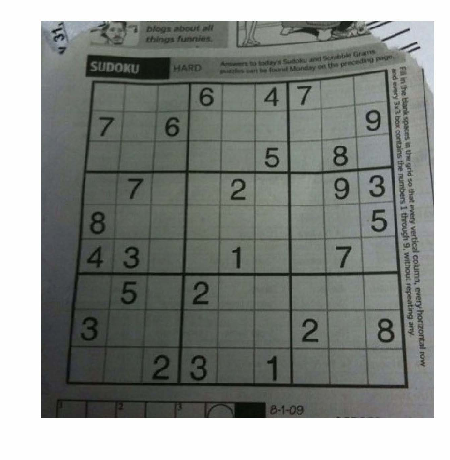 blogs about all
things funnies.
SUDOKU HARD
Answers to today's Sudoku and Scrabble Grams
puzzles can be found Monday on the preceding page.
Fill in the blank spaces in the grid so that every vertical column, every horizontal row
and every 3x3 box contains the numbers 1 through 9, without repeating any.
6 4 7
7 6 9
5 8
7 2 9 3
8 5
4 3 1 7
5 2
3 2 8
2 3 1
1 2 3
8-1-09